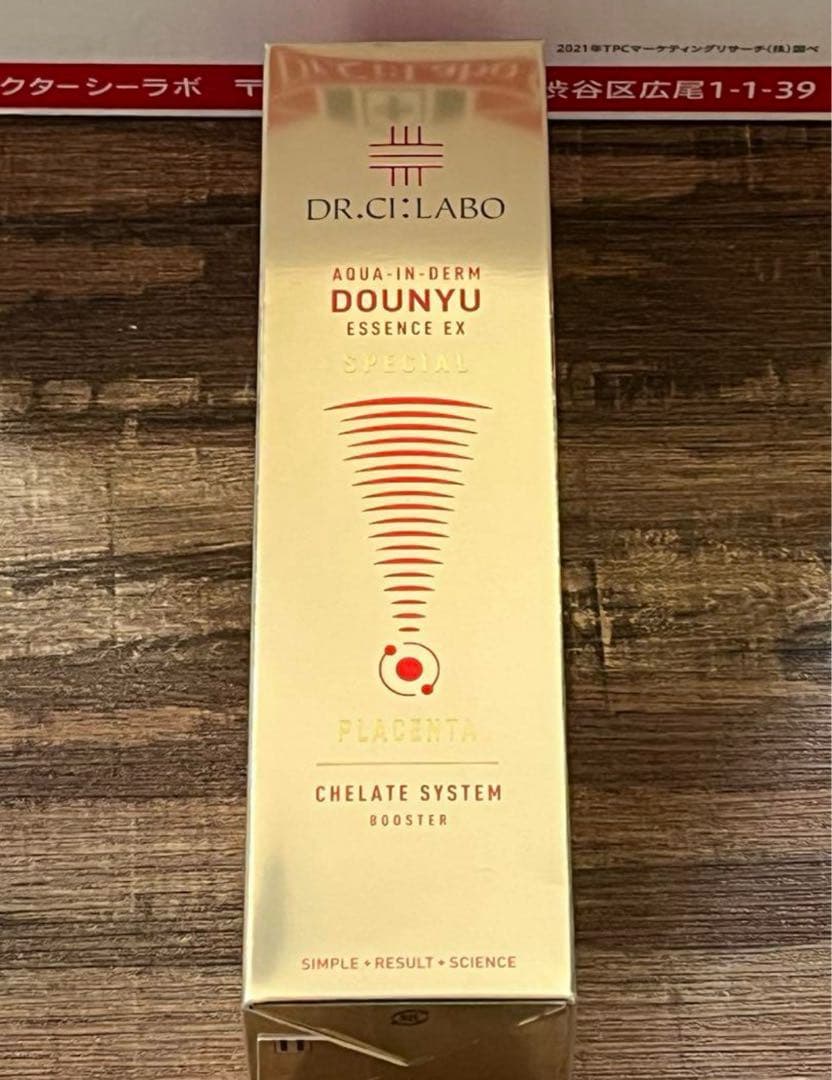 2021年TPCマーケティングリサーチ(株)調べ
クターシーラボ 〒
渋谷区広尾1-1-39
DR.CI:LABO
AQUA-IN-DERM
DOUNYU
ESSENCE EX
SPECIAL
PLACENTA
CHELATE SYSTEM
BOOSTER
SIMPLE + RESULT + SCIENCE